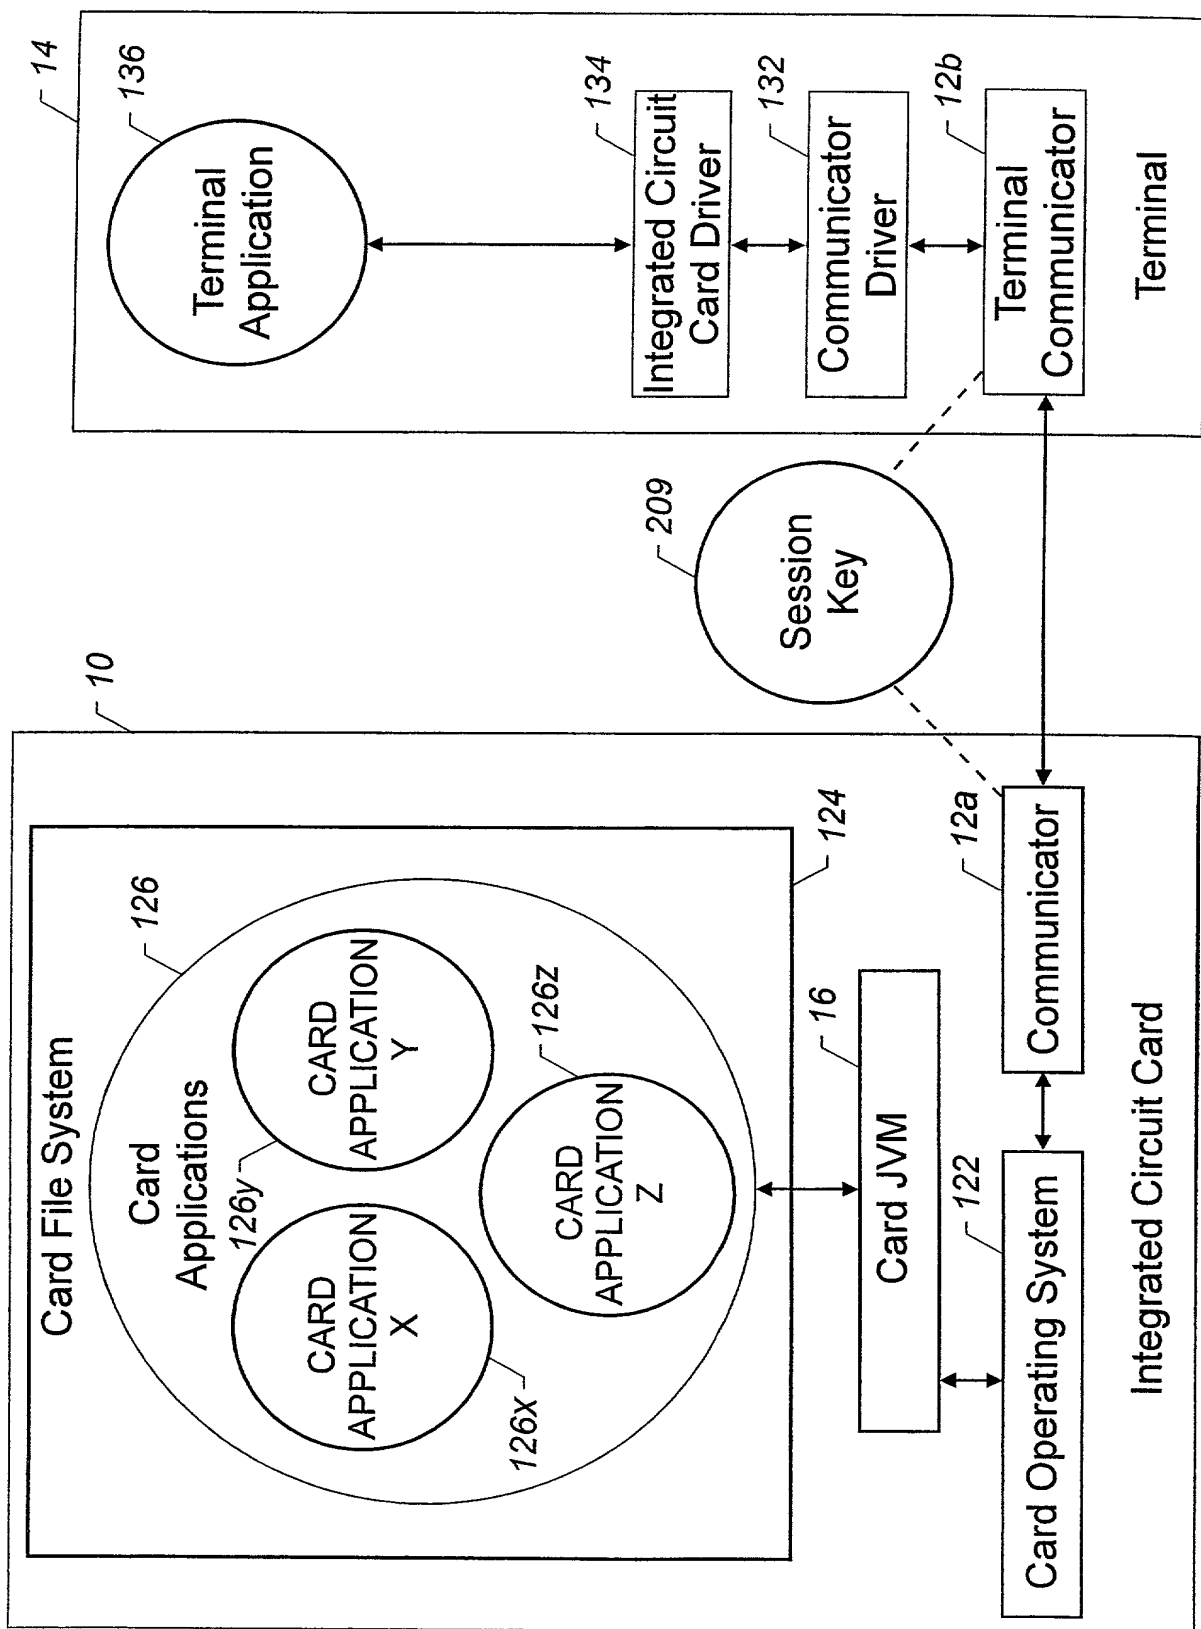 10
Card File System
126
Card
Applications
126y
CARD
APPLICATION
X
126x
CARD
APPLICATION
Y
CARD
APPLICATION
Z
126z
124
Card JVM
16
Card Operating System
122
Communicator
12a
Integrated Circuit Card
Session
Key
209
14
Terminal
Application
136
Integrated Circuit
Card Driver
134
Communicator
Driver
132
Terminal
Communicator
12b
Terminal